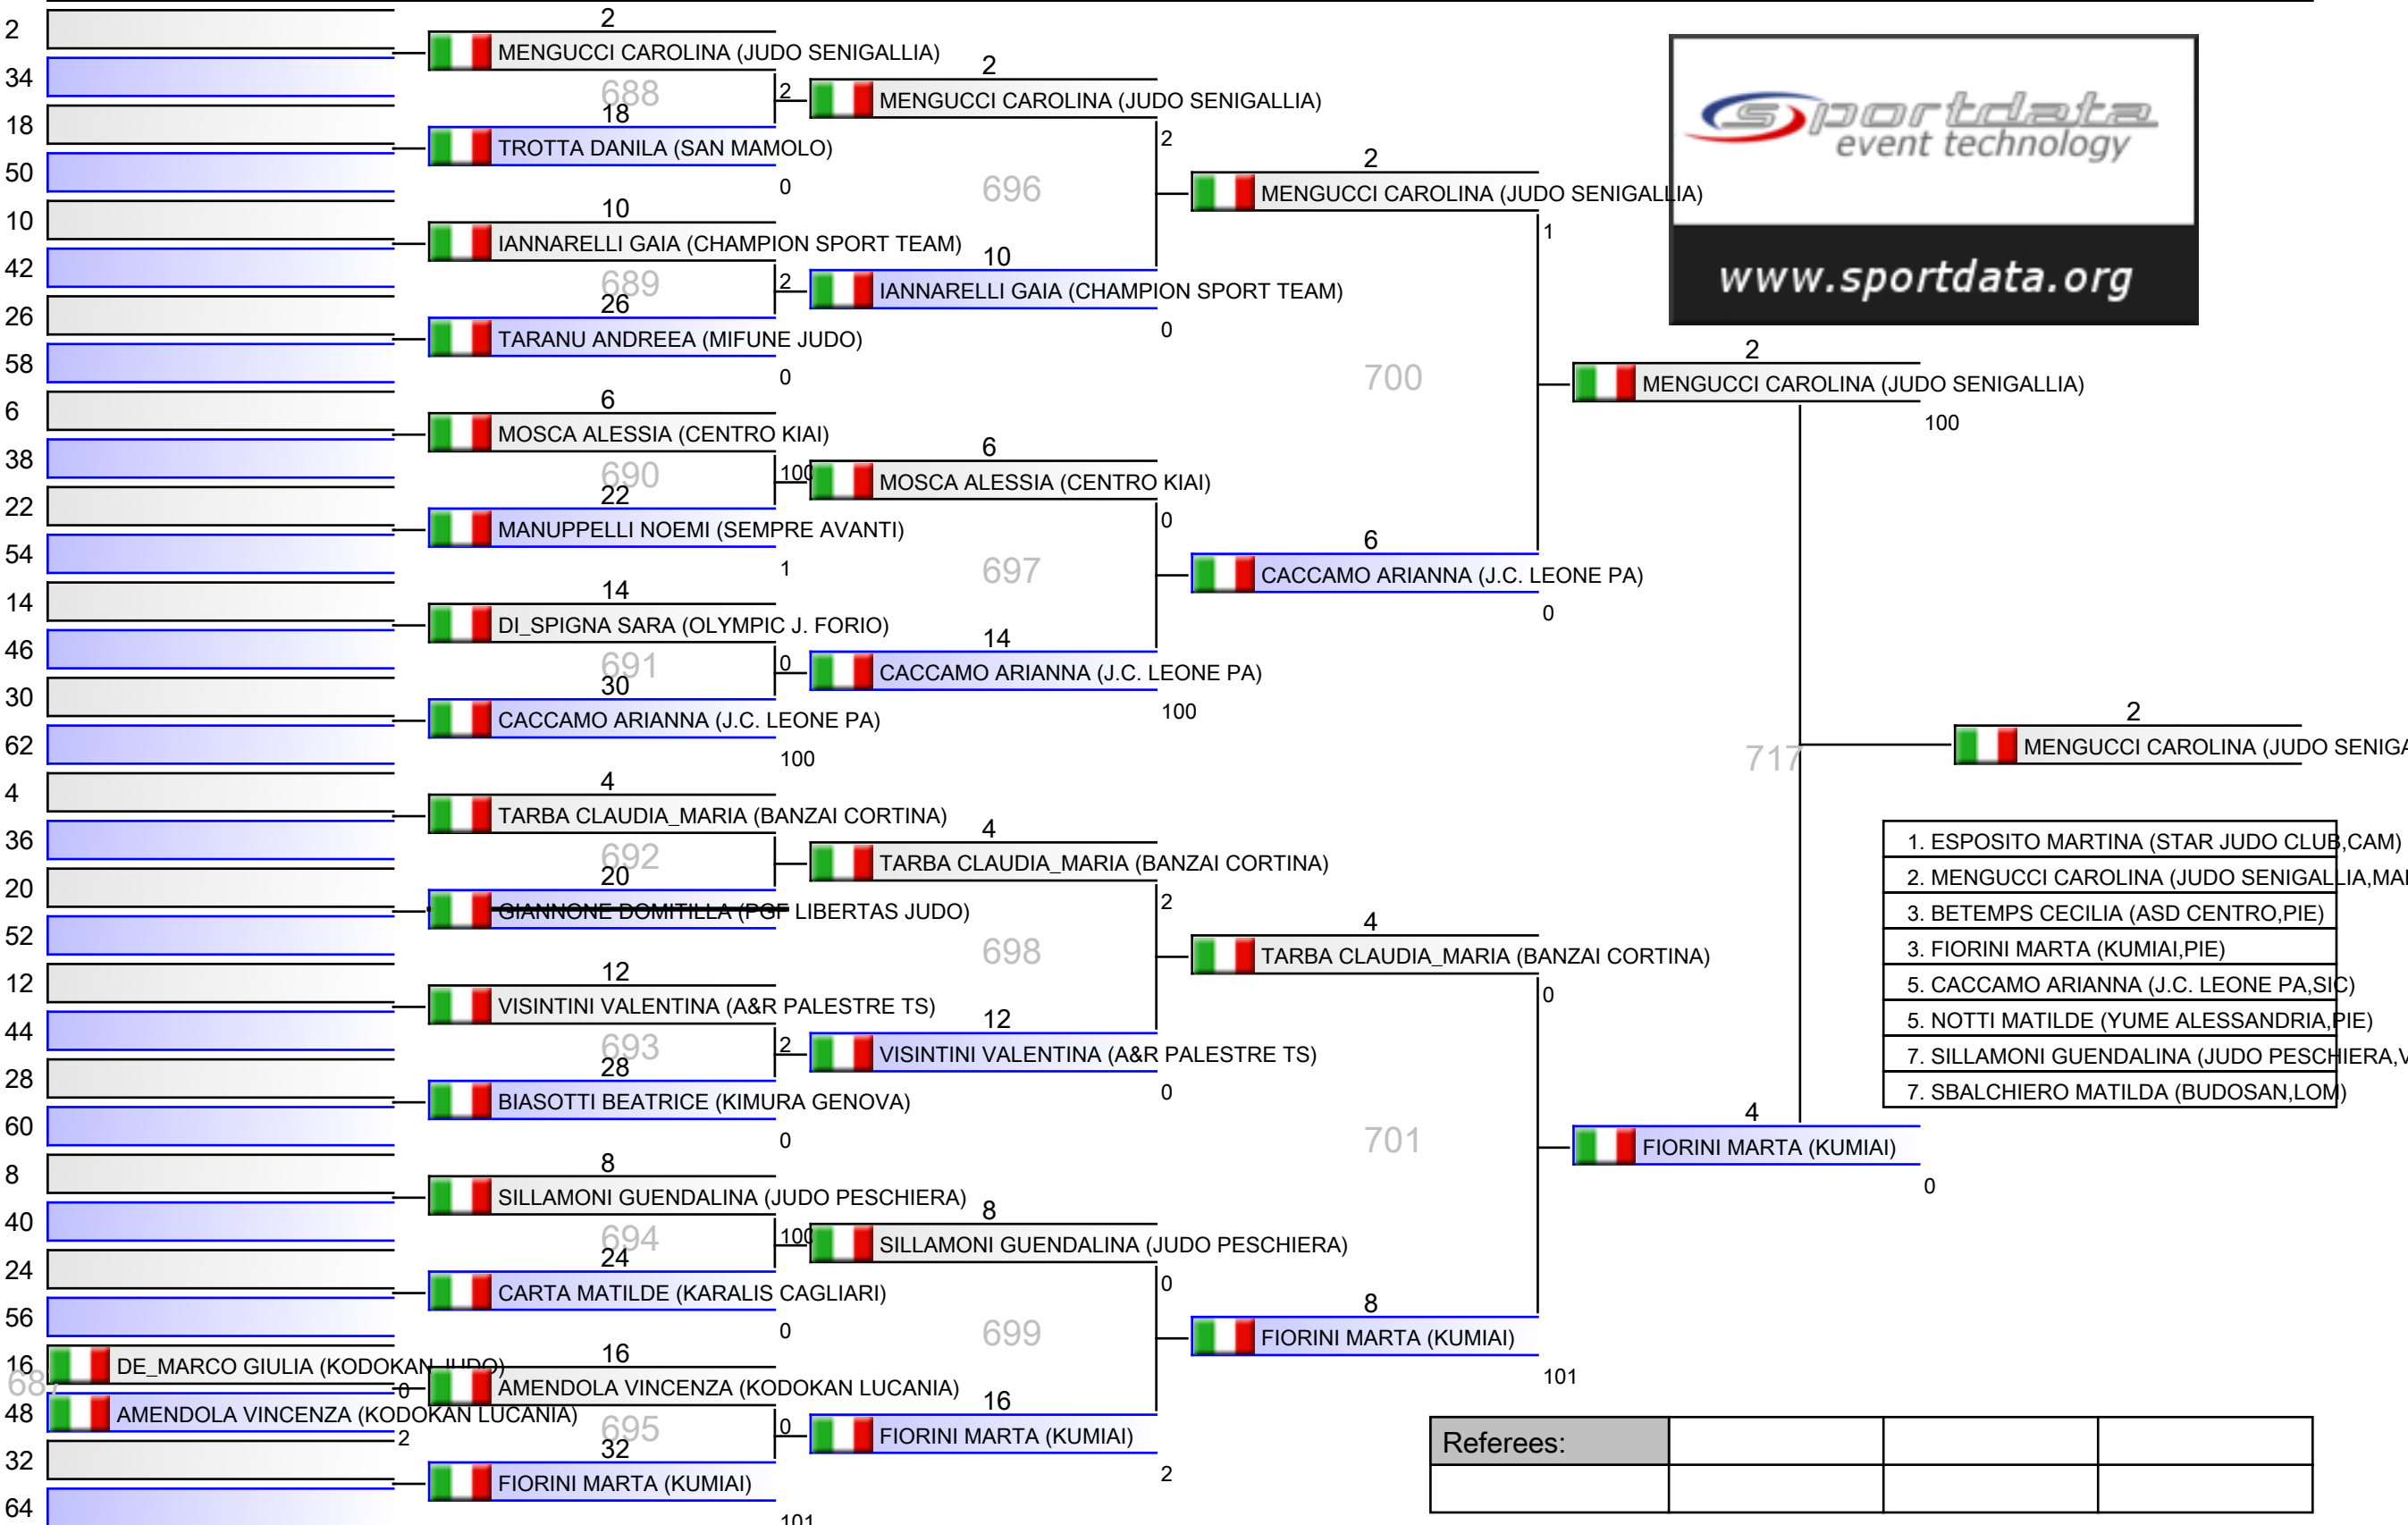 2
34
18
50
10
42
26
58
6
38
22
54
14
46
30
62
4
36
20
52
12
44
28
60
8
40
24
56
16
DE_MARCO GIULIA (KODOKAN JUDO)
0
687
48
AMENDOLA VINCENZA (KODOKAN LUCANIA)
2
32
64
2
MENGUCCI CAROLINA (JUDO SENIGALLIA)
2
688
18
TROTTA DANILA (SAN MAMOLO)
0
10
IANNARELLI GAIA (CHAMPION SPORT TEAM)
2
689
26
TARANU ANDREEA (MIFUNE JUDO)
0
6
MOSCA ALESSIA (CENTRO KIAI)
100
690
22
MANUPPELLI NOEMI (SEMPRE AVANTI)
1
14
DI_SPIGNA SARA (OLYMPIC J. FORIO)
0
691
30
CACCAMO ARIANNA (J.C. LEONE PA)
100
4
TARBA CLAUDIA_MARIA (BANZAI CORTINA)
692
20
GIANNONE DOMITILLA (PGF LIBERTAS JUDO)
12
VISINTINI VALENTINA (A&R PALESTRE TS)
2
693
28
BIASOTTI BEATRICE (KIMURA GENOVA)
0
8
SILLAMONI GUENDALINA (JUDO PESCHIERA)
100
694
24
CARTA MATILDE (KARALIS CAGLIARI)
0
16
AMENDOLA VINCENZA (KODOKAN LUCANIA)
0
695
32
FIORINI MARTA (KUMIAI)
101
2
MENGUCCI CAROLINA (JUDO SENIGALLIA)
2
696
10
IANNARELLI GAIA (CHAMPION SPORT TEAM)
0
6
MOSCA ALESSIA (CENTRO KIAI)
0
697
14
CACCAMO ARIANNA (J.C. LEONE PA)
100
4
TARBA CLAUDIA_MARIA (BANZAI CORTINA)
2
698
12
VISINTINI VALENTINA (A&R PALESTRE TS)
0
8
SILLAMONI GUENDALINA (JUDO PESCHIERA)
0
699
16
FIORINI MARTA (KUMIAI)
2
2
MENGUCCI CAROLINA (JUDO SENIGALLIA)
1
700
6
CACCAMO ARIANNA (J.C. LEONE PA)
0
4
TARBA CLAUDIA_MARIA (BANZAI CORTINA)
0
701
8
FIORINI MARTA (KUMIAI)
101
sportdata
event technology
www.sportdata.org
2
MENGUCCI CAROLINA (JUDO SENIGALLIA)
100
717
4
FIORINI MARTA (KUMIAI)
0
2
MENGUCCI CAROLINA (JUDO SENIGA
1. ESPOSITO MARTINA (STAR JUDO CLUB,CAM)
2. MENGUCCI CAROLINA (JUDO SENIGALLIA,MAR
3. BETEMPS CECILIA (ASD CENTRO,PIE)
3. FIORINI MARTA (KUMIAI,PIE)
5. CACCAMO ARIANNA (J.C. LEONE PA,SIC)
5. NOTTI MATILDE (YUME ALESSANDRIA,PIE)
7. SILLAMONI GUENDALINA (JUDO PESCHIERA,V
7. SBALCHIERO MATILDA (BUDOSAN,LOM)
Referees: